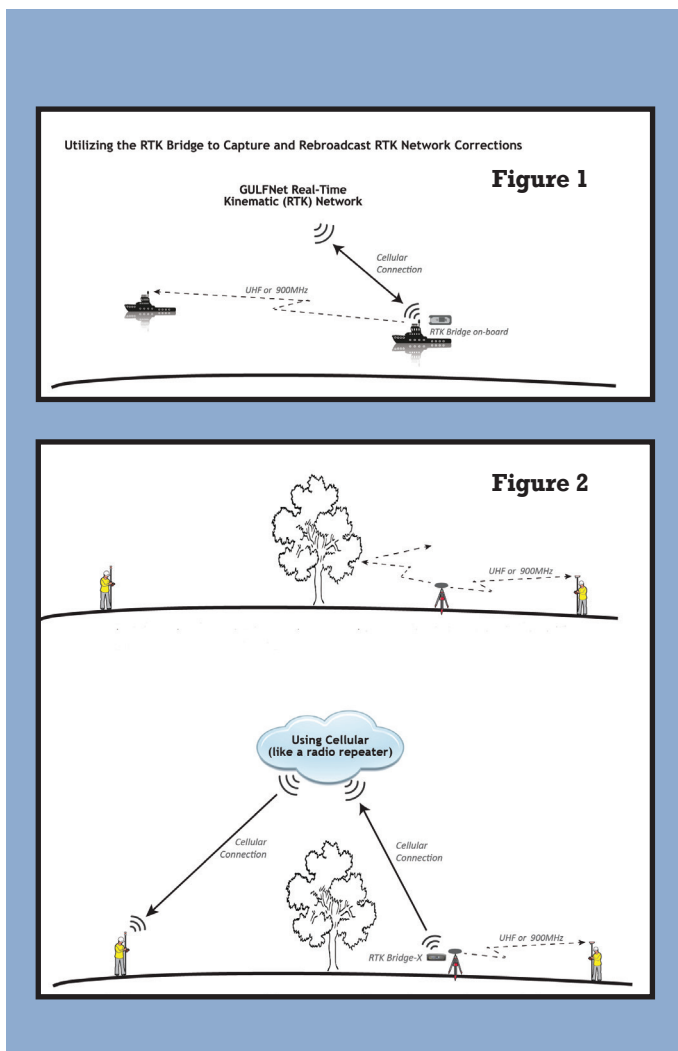 Utilizing the RTK Bridge to Capture and Rebroadcast RTK Network Corrections
Figure 1
GULFNet Real-Time
Kinematic (RTK) Network
Cellular
Connection
UHF or 900MHz
RTK Bridge on-board
Figure 2
UHF or 900MHz
Using Cellular
(like a radio repeater)
Cellular
Connection
Cellular
Connection
UHF or 900MHz
RTK Bridge-X